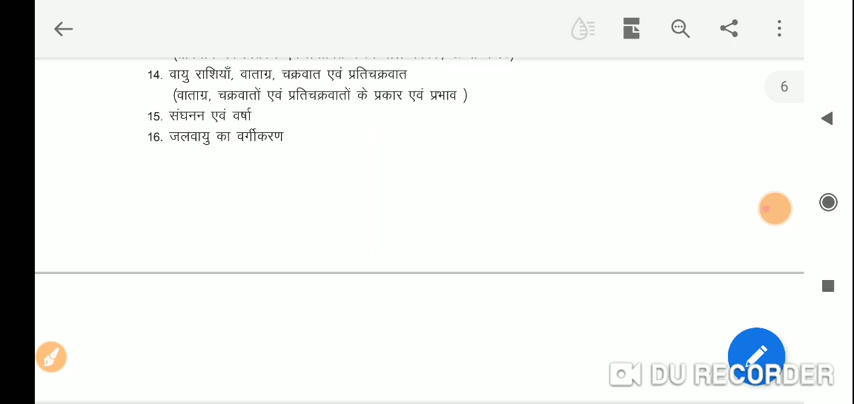 14. वायु राशियाँ, वाताग्र, चक्रवात एवं प्रतिचक्रवात
(वाताग्र, चक्रवातों एवं प्रतिचक्रवातों के प्रकार एवं प्रभाव )
6
15. संघनन एवं वर्षा
16. जलवायु का वर्गीकरण
DU RECORDER